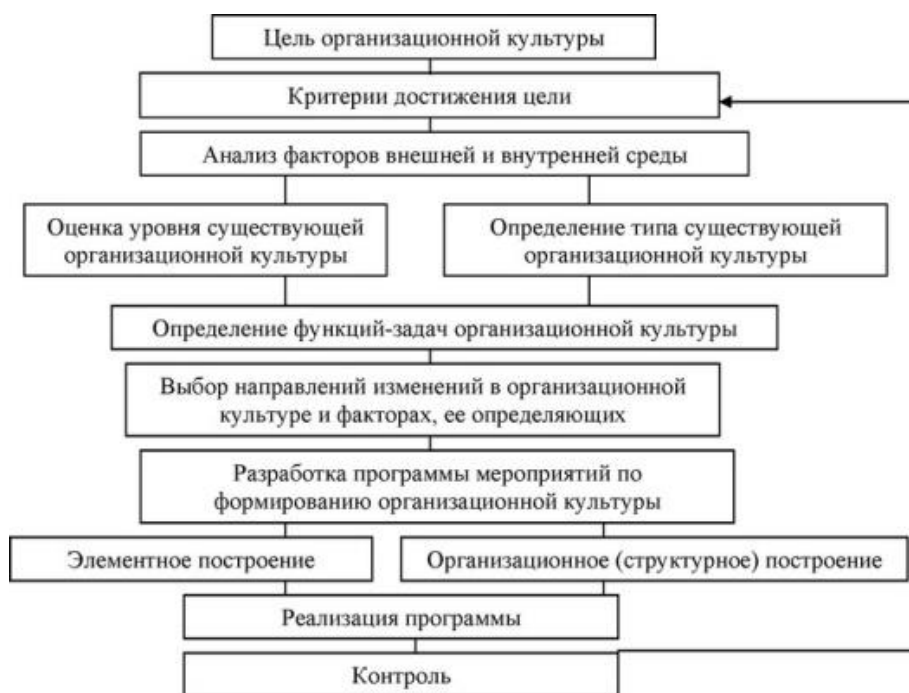 Цель организационной культуры
Критерии достижения цели
Анализ факторов внешней и внутренней среды
Оценка уровня существующей
организационной культуры
Определение типа существующей
организационной культуры
Определение функций-задач организационной культуры
Выбор направлений изменений в организационной
культуре и факторах, ее определяющих
Разработка программы мероприятий по
формированию организационной культуры
Элементное построение
Организационное (структурное) построение
Реализация программы
Контроль